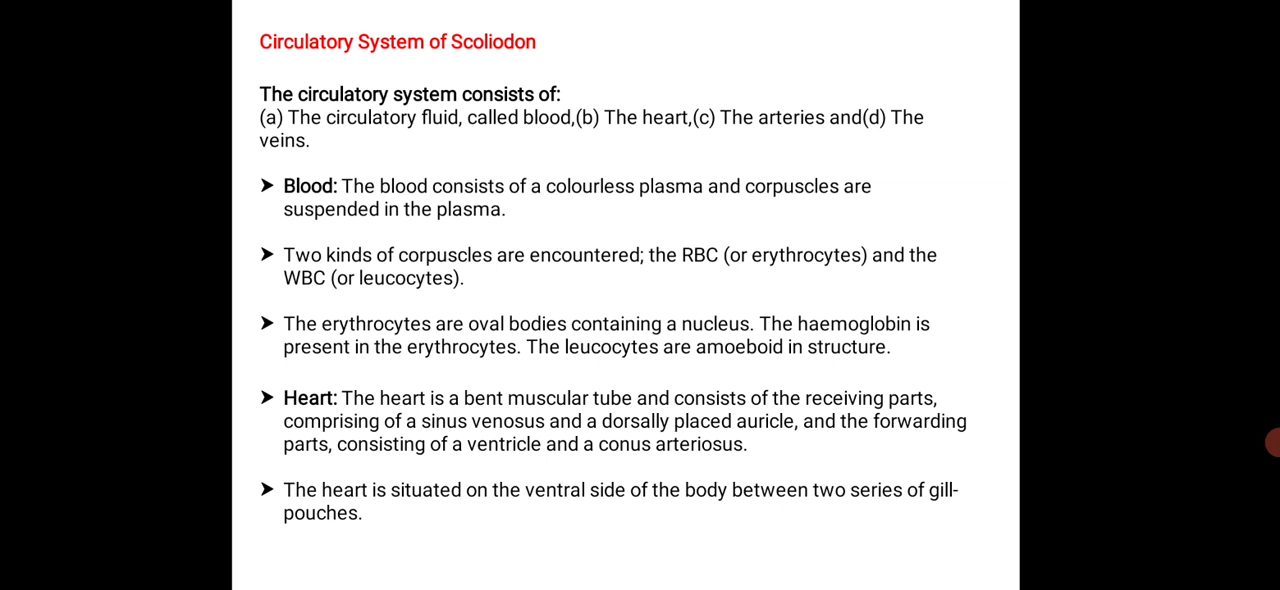 Circulatory System of Scoliodon
The circulatory system consists of:
(a) The circulatory fluid, called blood,(b) The heart,(c) The arteries and(d) The
veins.
➤ Blood: The blood consists of a colourless plasma and corpuscles are
suspended in the plasma.
➤ Two kinds of corpuscles are encountered; the RBC (or erythrocytes) and the
WBC (or leucocytes).
➤ The erythrocytes are oval bodies containing a nucleus. The haemoglobin is
present in the erythrocytes. The leucocytes are amoeboid in structure.
➤ Heart: The heart is a bent muscular tube and consists of the receiving parts,
comprising of a sinus venosus and a dorsally placed auricle, and the forwarding
parts, consisting of a ventricle and a conus arteriosus.
➤ The heart is situated on the ventral side of the body between two series of gill-
pouches.